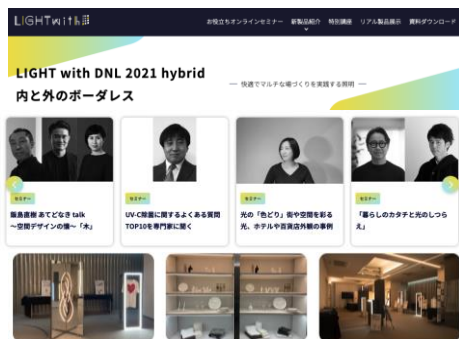 LIGHTwith
お役立ちオンラインセミナー 新製品紹介 特別講座 リアル製品展示 資料ダウンロード
LIGHT with DNL 2021 hybrid
内と外のボーダレス
― 快適でマルチな場づくりを実践する照明 ―
セミナー
飯島直樹 あてどなき talk
～空間デザインの懐～「木」
セミナー
UV-C除菌に関するよくある質問
TOP10を専門家に聞く
セミナー
光の「色どり」街や空間を彩る
光、ホテルや百貨店外観の事例
セミナー
「暮らしのカタチと光のしつら
え」